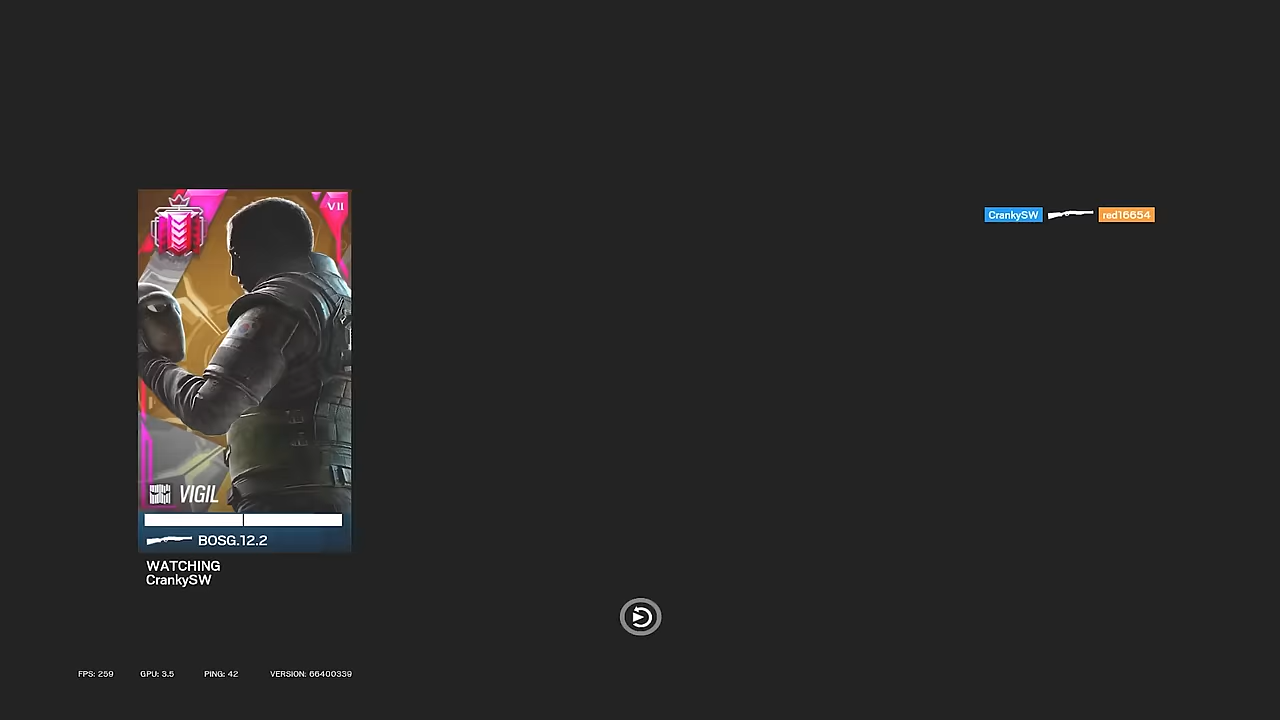 VII
CrankySW red16654
VIGIL
BOSG.12.2
WATCHING
CrankySW
FPS: 259 GPU: 3.5 PING: 42 VERSION: 66400339